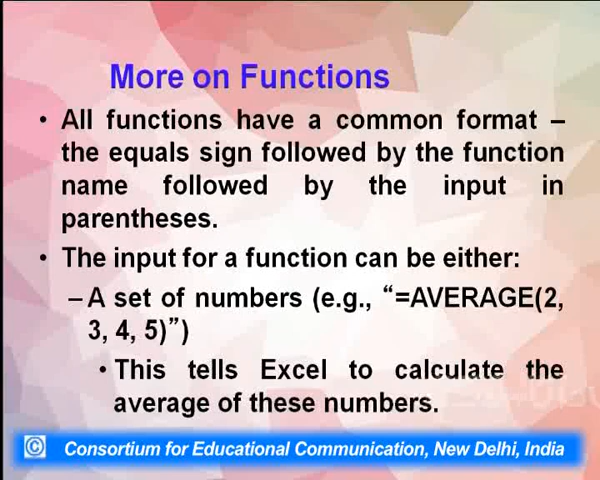 More on Functions
• All functions have a common format –
the equals sign followed by the function
name followed by the input in
parentheses.
• The input for a function can be either:
– A set of numbers (e.g., “=AVERAGE(2,
3, 4, 5)”)
• This tells Excel to calculate the
average of these numbers.
© Consortium for Educational Communication, New Delhi, India